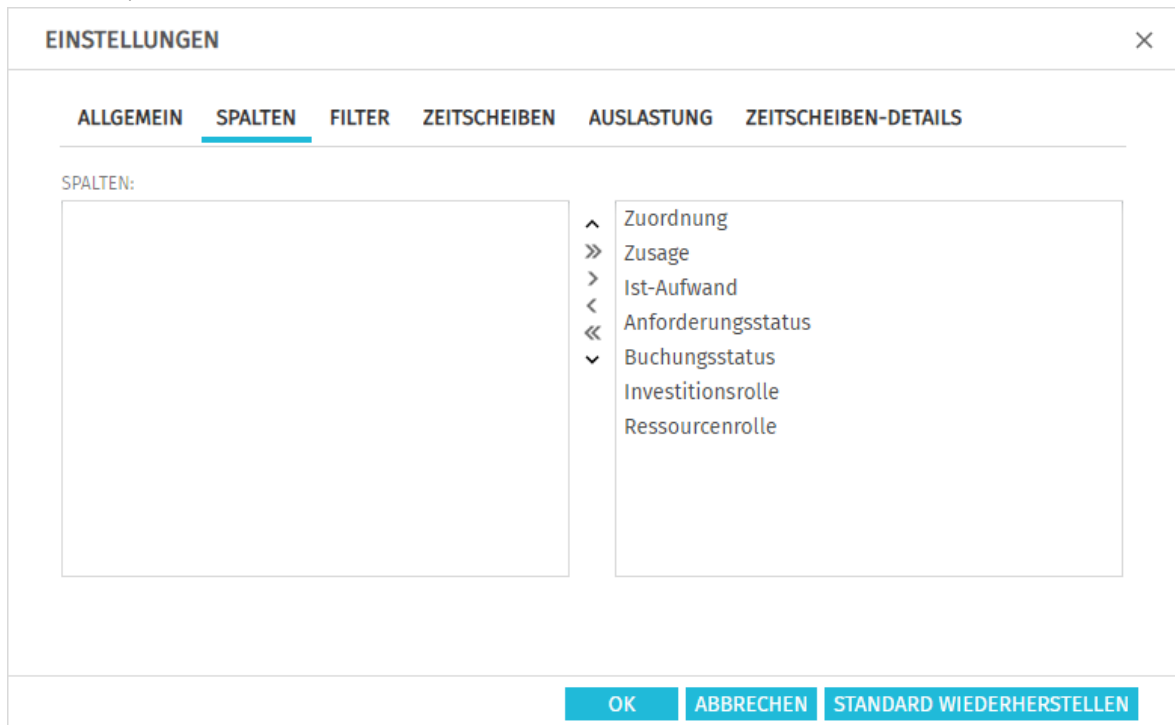 EINSTELLUNGEN
ALLGEMEIN SPALTEN FILTER ZEITSCHEIBEN AUSLASTUNG ZEITSCHEIBEN-DETAILS
SPALTEN:
Zuordnung
Zusage
Ist-Aufwand
Anforderungsstatus
Buchungsstatus
Investitionsrolle
Ressourcenrolle
OK ABBRECHEN STANDARD WIEDERHERSTELLEN